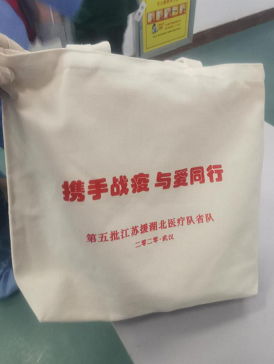 携手战疫 与爱同行
第五批江苏援湖北医疗队省队
二零二零·武汉